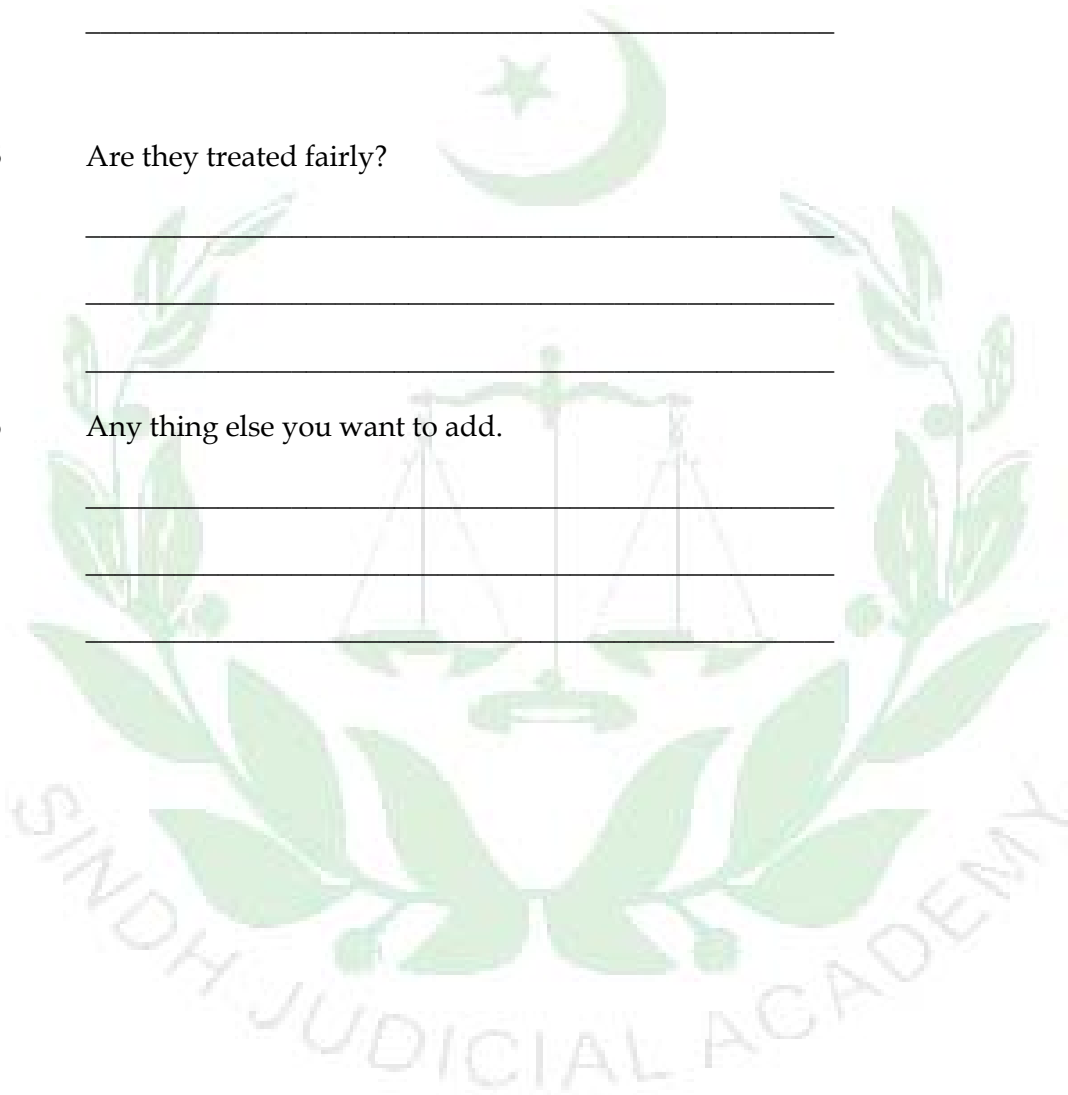 Are they treated fairly?
Any thing else you want to add.
SINDH JUDICIAL ACADEMY